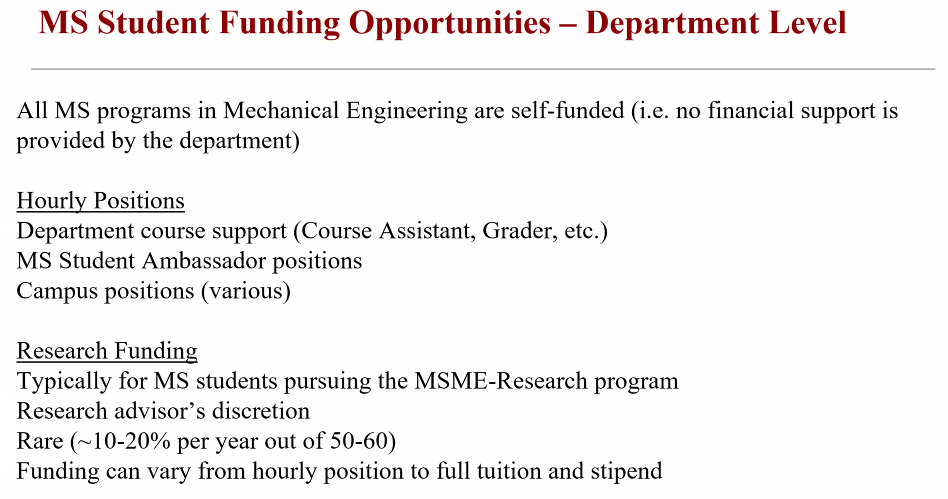 MS Student Funding Opportunities – Department Level
All MS programs in Mechanical Engineering are self-funded (i.e. no financial support is
provided by the department)
Hourly Positions
Department course support (Course Assistant, Grader, etc.)
MS Student Ambassador positions
Campus positions (various)
Research Funding
Typically for MS students pursuing the MSME-Research program
Research advisor’s discretion
Rare (~10-20% per year out of 50-60)
Funding can vary from hourly position to full tuition and stipend